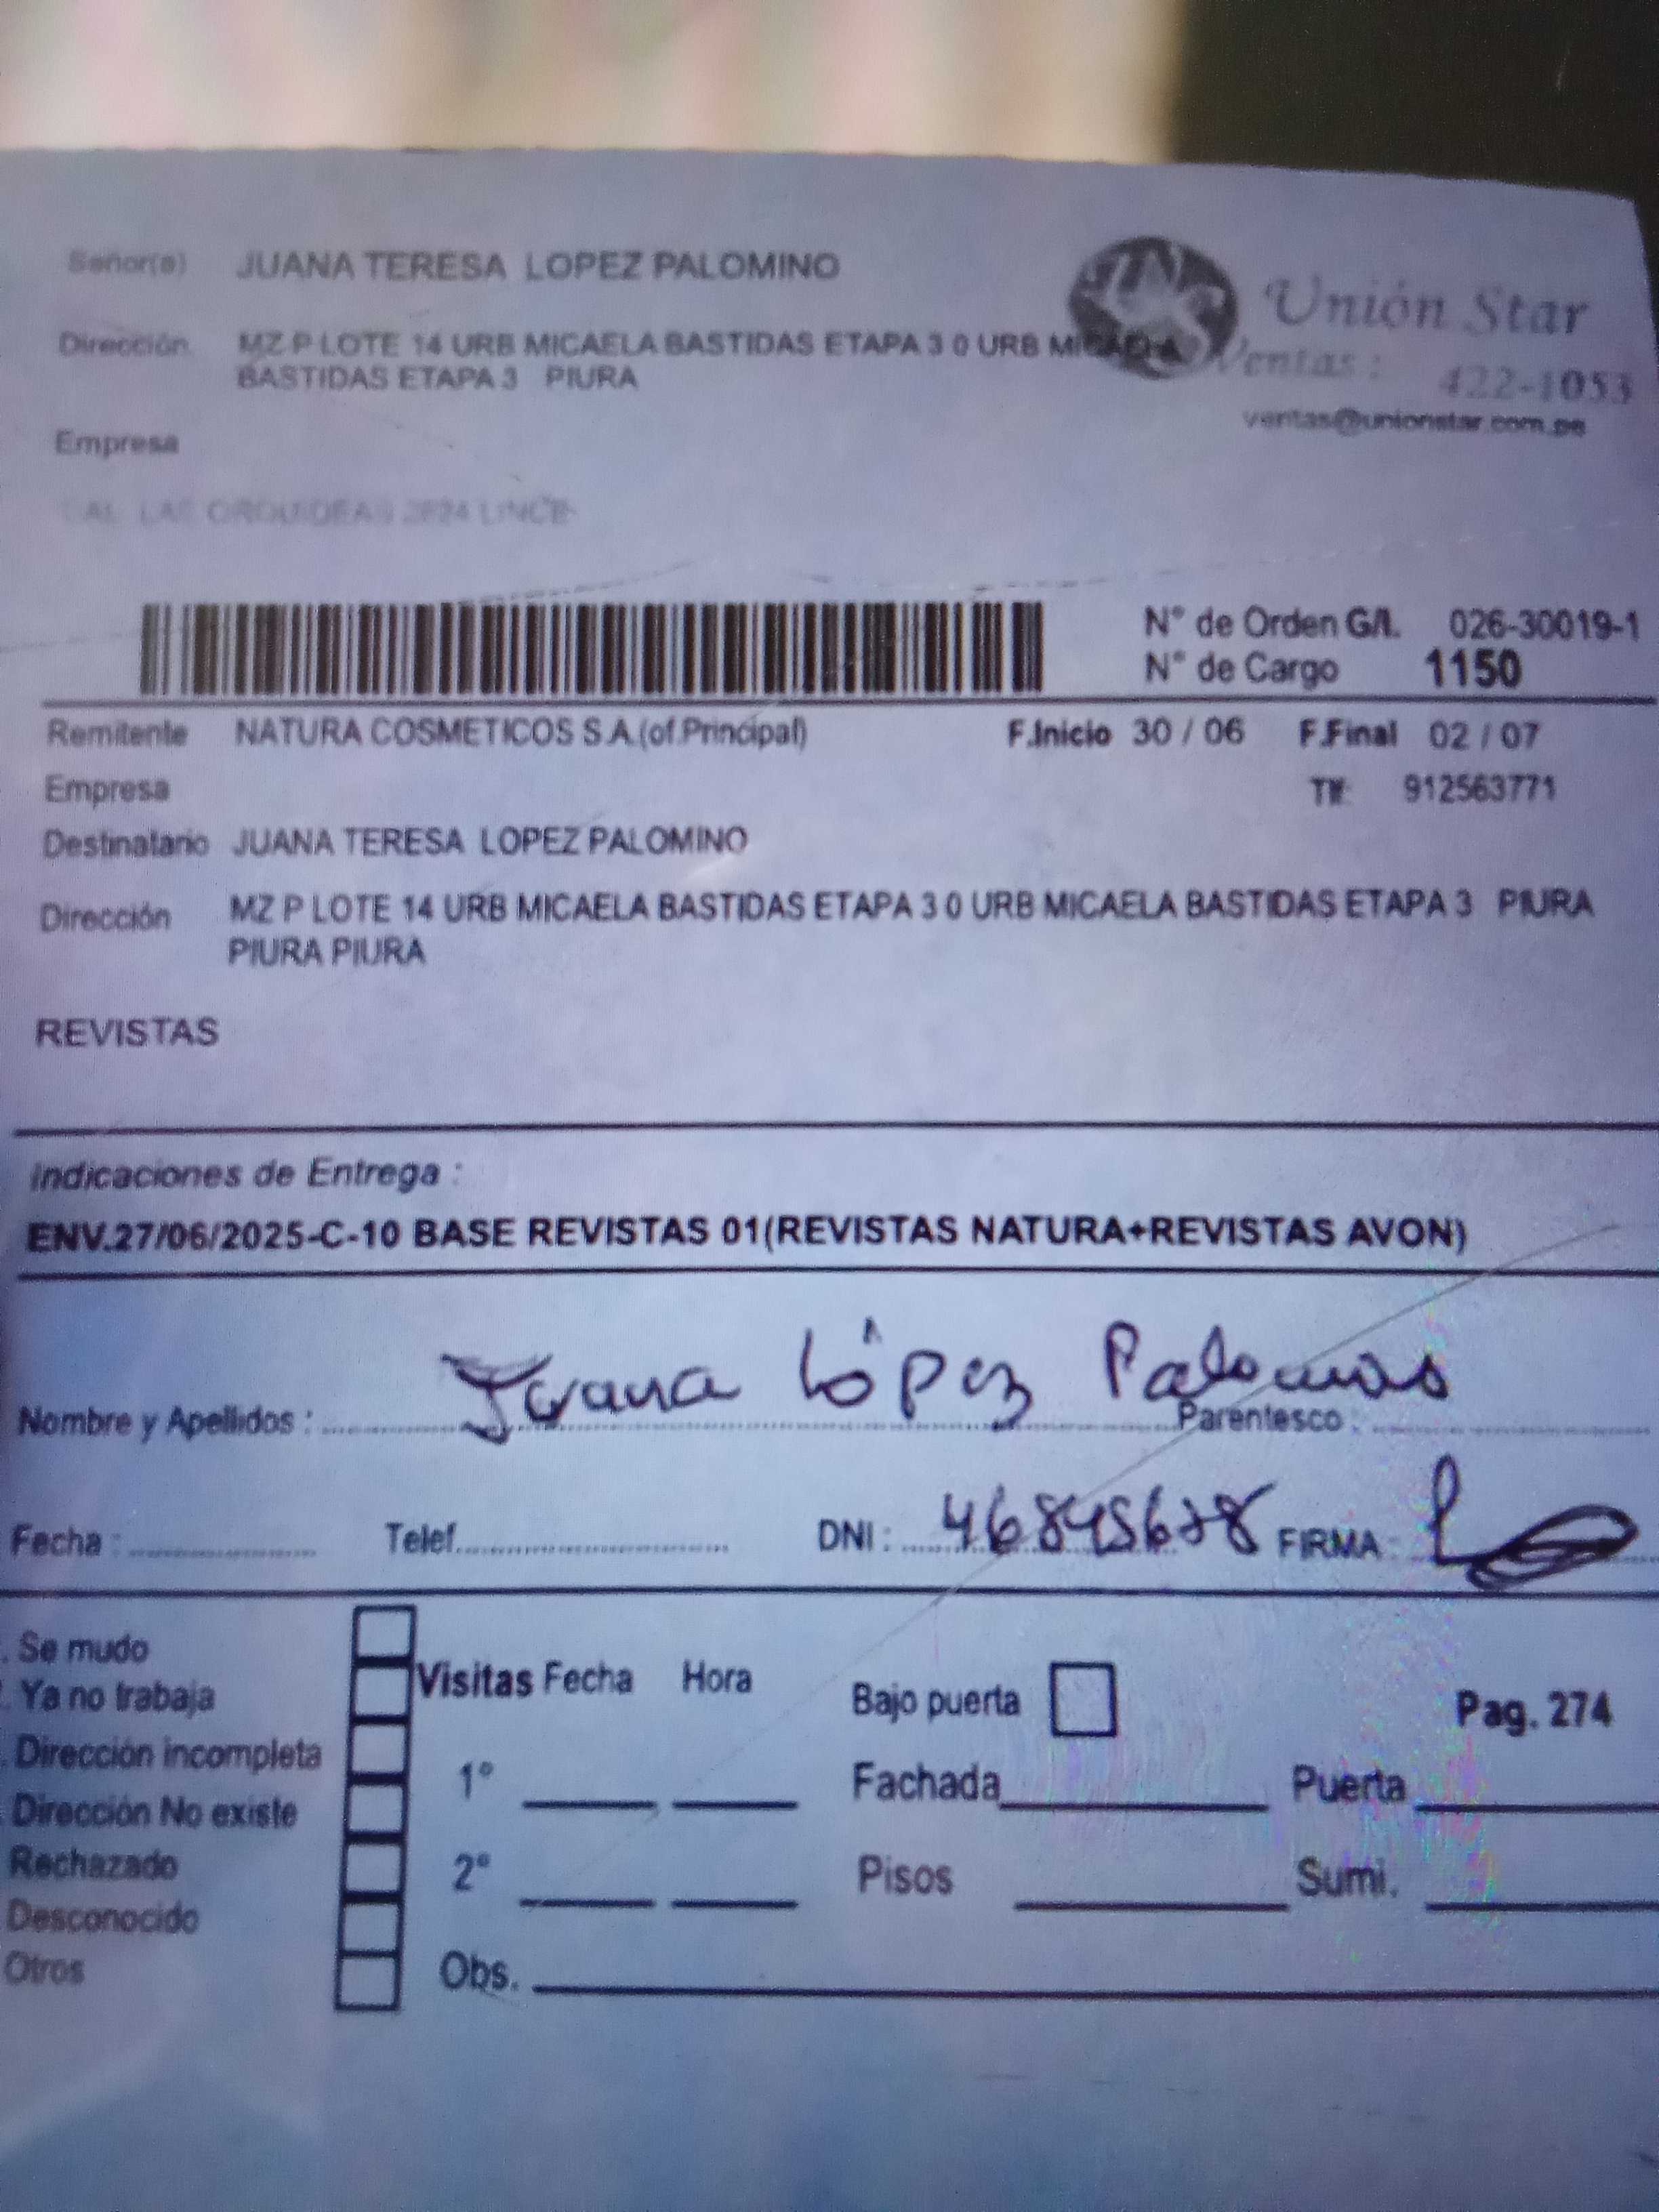 Señor(a) JUANA TERESA LOPEZ PALOMINO
Unión Star
Dirección MZ P LOTE 14 URB MICAELA BASTIDAS ETAPA 3 0 URB MICAELA
BASTIDAS ETAPA 3 PIURA
Ventas : 422-1053
ventas@unionstar.com.pe
Empresa
CAL LAS ORQUIDEAS LINCE
N° de Orden G/I. 026-30019-1
N° de Cargo 1150
Remitente NATURA COSMETICOS S.A.(of.Principal) F.Inicio 30 / 06 F.Final 02 / 07
Empresa 912563771
Destinatario JUANA TERESA LOPEZ PALOMINO
Dirección MZ P LOTE 14 URB MICAELA BASTIDAS ETAPA 3 0 URB MICAELA BASTIDAS ETAPA 3 PIURA
PIURA PIURA
REVISTAS
Indicaciones de Entrega :
ENV.27/06/2025-C-10 BASE REVISTAS 01(REVISTAS NATURA+REVISTAS AVON)
Nombre y Apellidos : Juana López Palomino Parentesco :
Fecha : Telef. DNI : FIRMA :
Se mudo
Ya no trabaja
Dirección incompleta
Dirección No existe
Rechazado
Desconocido
Otros
Visitas Fecha Hora
1°
2°
Obs.
Bajo puerta Pag. 274
Fachada Puerta
Pisos Sumi.